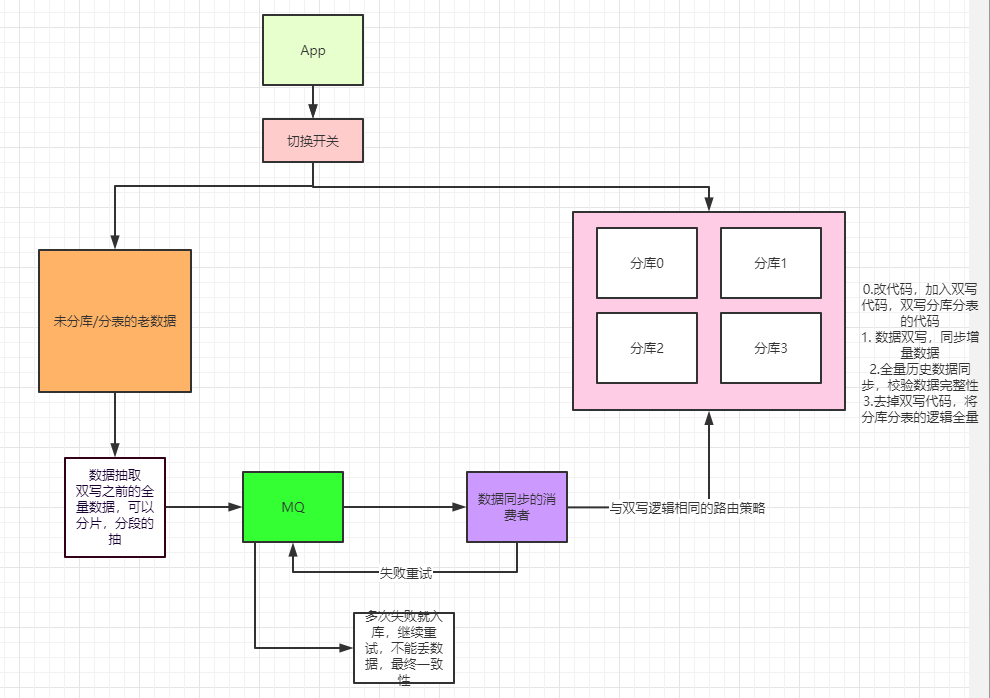 App
切换开关
未分库/分表的老数据
分库0
分库1
分库2
分库3
0.改代码，加入双写
代码，双写分库分表
的代码
1. 数据双写，同步增
量数据
2.全量历史数据同
步，校验数据完整性
3.去掉双写代码，将
分库分表的逻辑全量
数据抽取
双写之前的全
量数据，可以
分片，分段的
抽
MQ
数据同步的消
费者
与双写逻辑相同的路由策略
失败重试
多次失败就入
库，继续重
试，不能丢数
据，最终一致
性